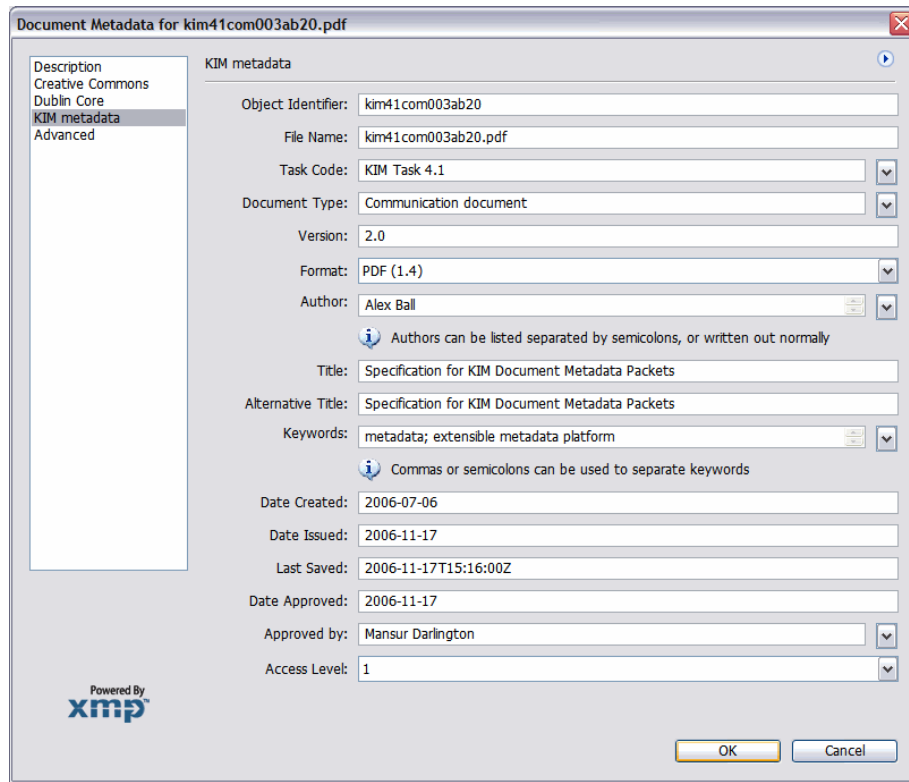 Document Metadata for kim41com003ab20.pdf
Description
Creative Commons
Dublin Core
KIM metadata
Advanced
KIM metadata
Object Identifier: kim41com003ab20
File Name: kim41com003ab20.pdf
Task Code: KIM Task 4.1
Document Type: Communication document
Version: 2.0
Format: PDF (1.4)
Author: Alex Ball
Authors can be listed separated by semicolons, or written out normally
Title: Specification for KIM Document Metadata Packets
Alternative Title: Specification for KIM Document Metadata Packets
Keywords: metadata; extensible metadata platform
Commas or semicolons can be used to separate keywords
Date Created: 2006-07-06
Date Issued: 2006-11-17
Last Saved: 2006-11-17T15:16:00Z
Date Approved: 2006-11-17
Approved by: Mansur Darlington
Access Level: 1
Powered By
xmp™
OK Cancel